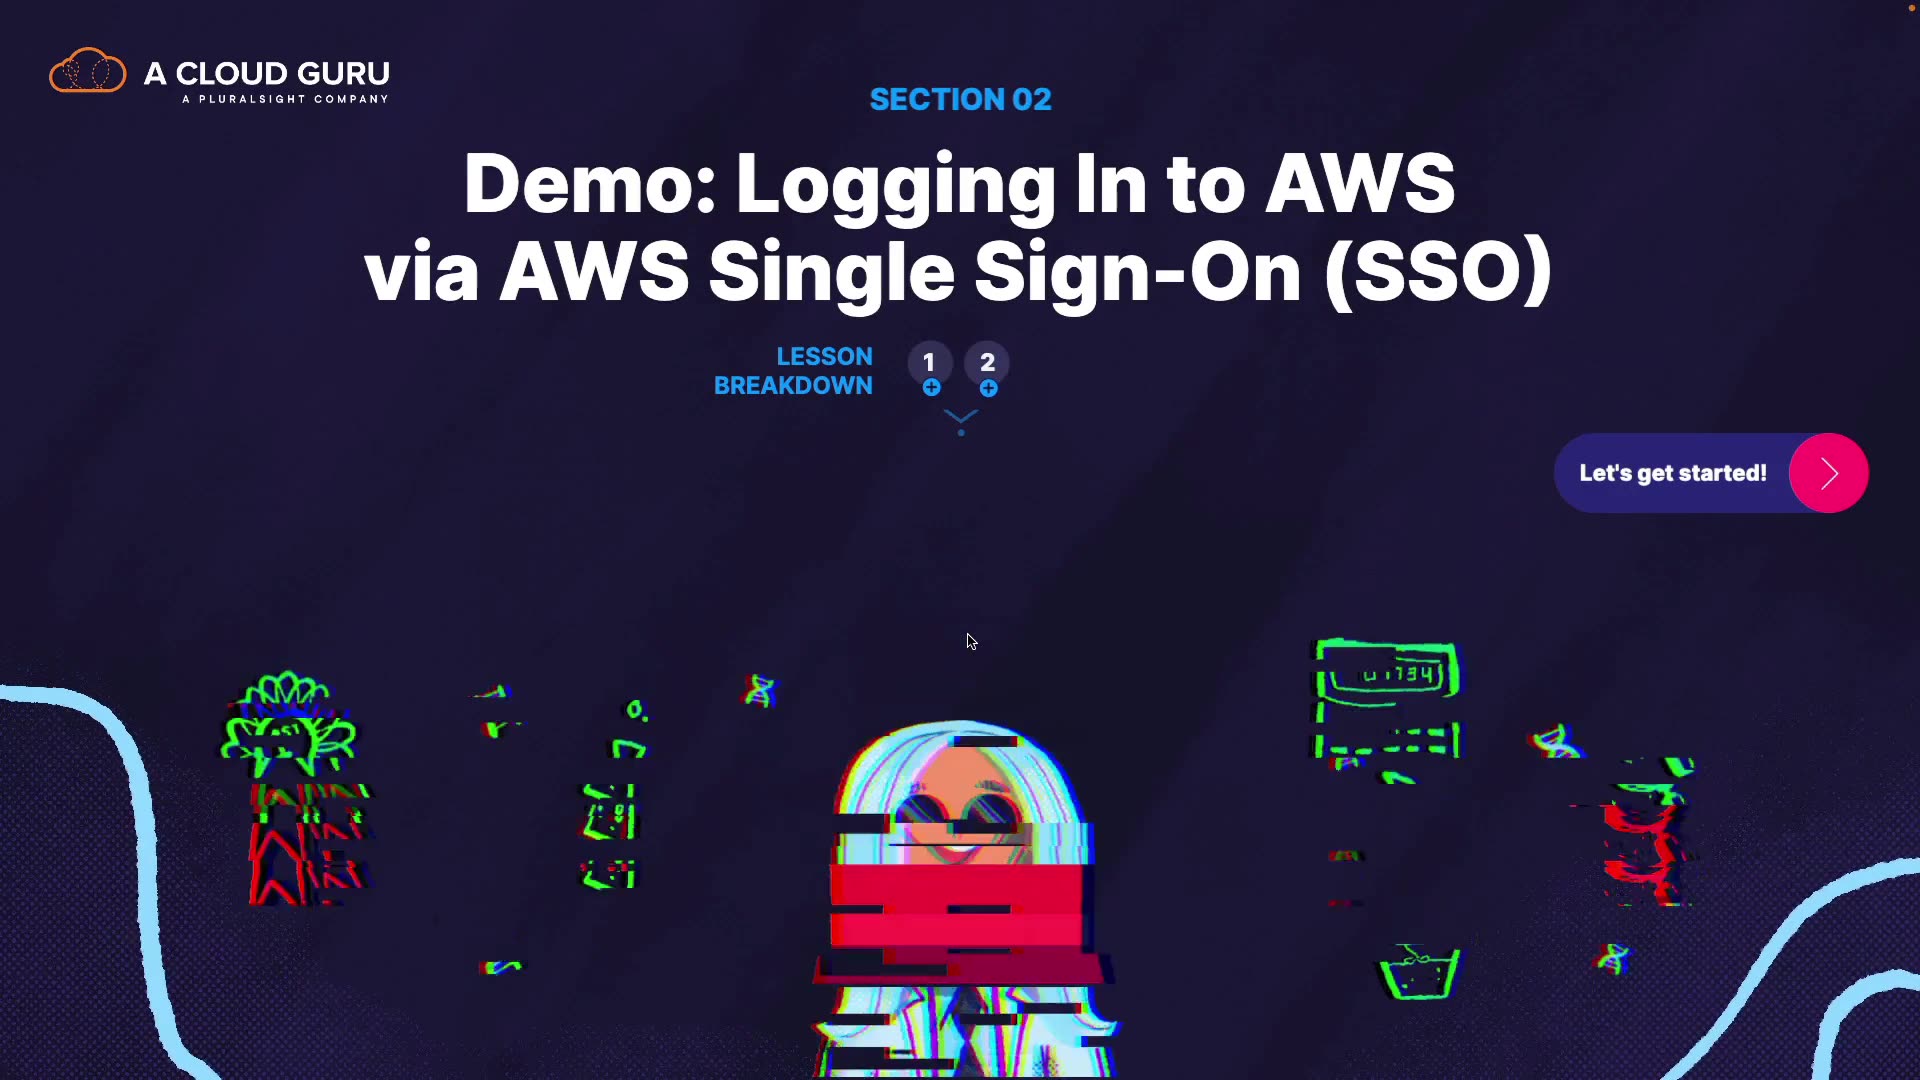 A CLOUD GURU
A PLURALSIGHT COMPANY
SECTION 02
Demo: Logging In to AWS
via AWS Single Sign-On (SSO)
LESSON
BREAKDOWN
1
2
Let's get started!